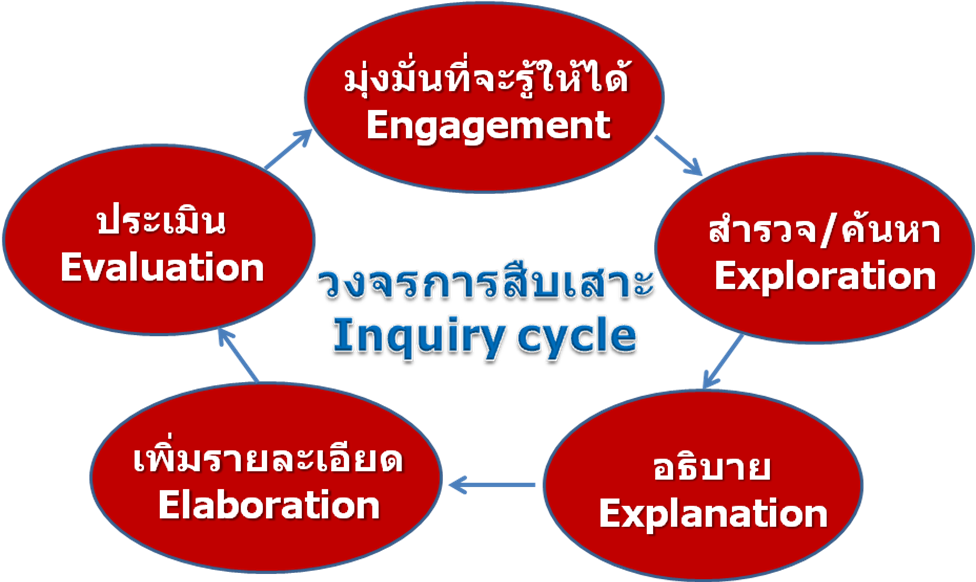 มุ่งมั่นที่จะรู้ให้ได้
Engagement
สำรวจ/ค้นหา
Exploration
อธิบาย
Explanation
เพิ่มรายละเอียด
Elaboration
ประเมิน
Evaluation
วงจรการสืบเสาะ
Inquiry cycle